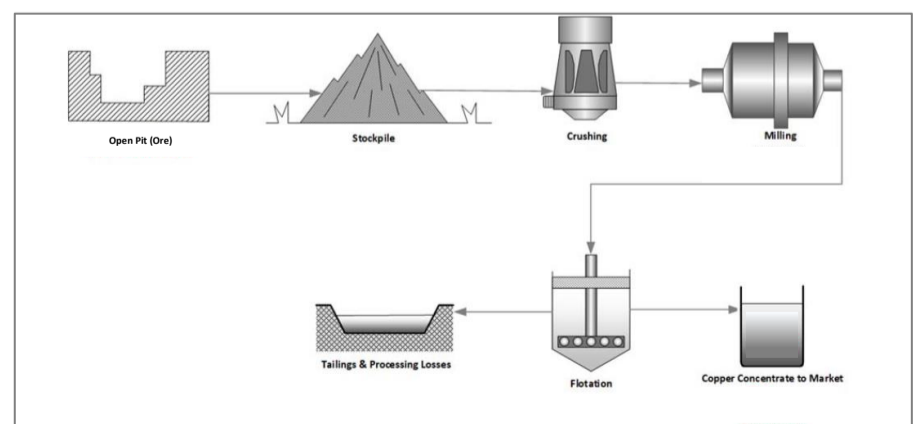 Open Pit (Ore)
Stockpile
Crushing
Milling
Tailings & Processing Losses
Flotation
Copper Concentrate to Market